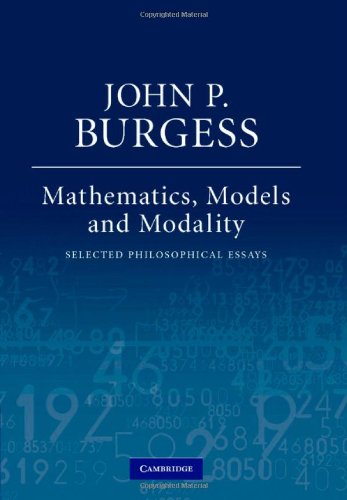 Copyrighted Material
JOHN P.
BURGESS
Mathematics, Models
and Modality
SELECTED PHILOSOPHICAL ESSAYS
CAMBRIDGE
Copyrighted Material